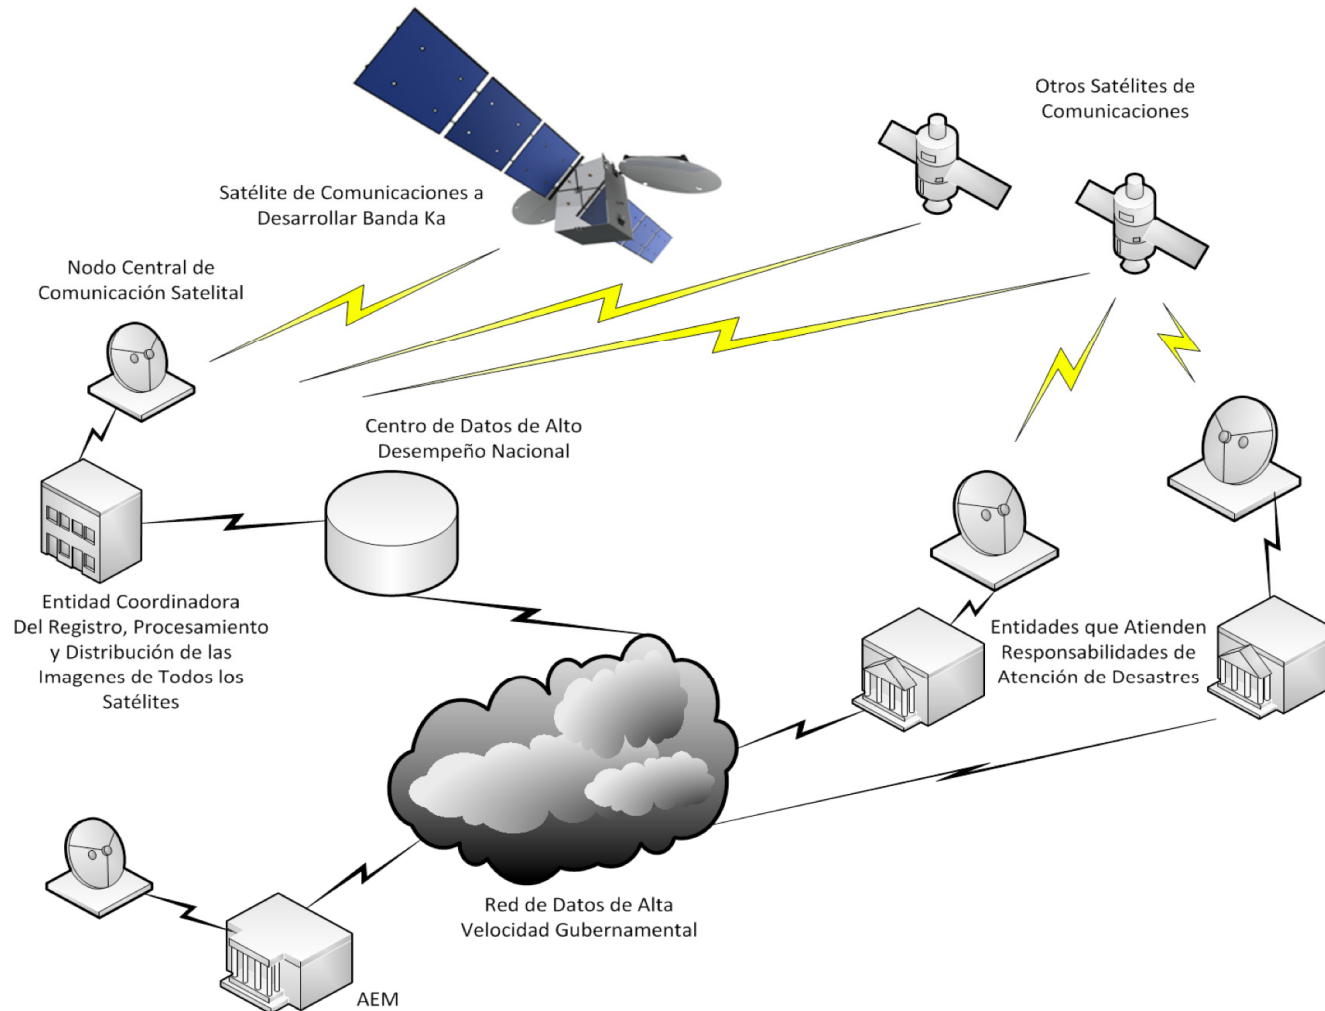 Otros Satélites de
Comunicaciones
Satélite de Comunicaciones a
Desarrollar Banda Ka
Nodo Central de
Comunicación Satelital
Centro de Datos de Alto
Desempeño Nacional
Entidad Coordinadora
Del Registro, Procesamiento
y Distribución de las
Imagenes de Todos los
Satélites
Entidades que Atienden
Responsabilidades de
Atención de Desastres
Red de Datos de Alta
Velocidad Gubernamental
AEM